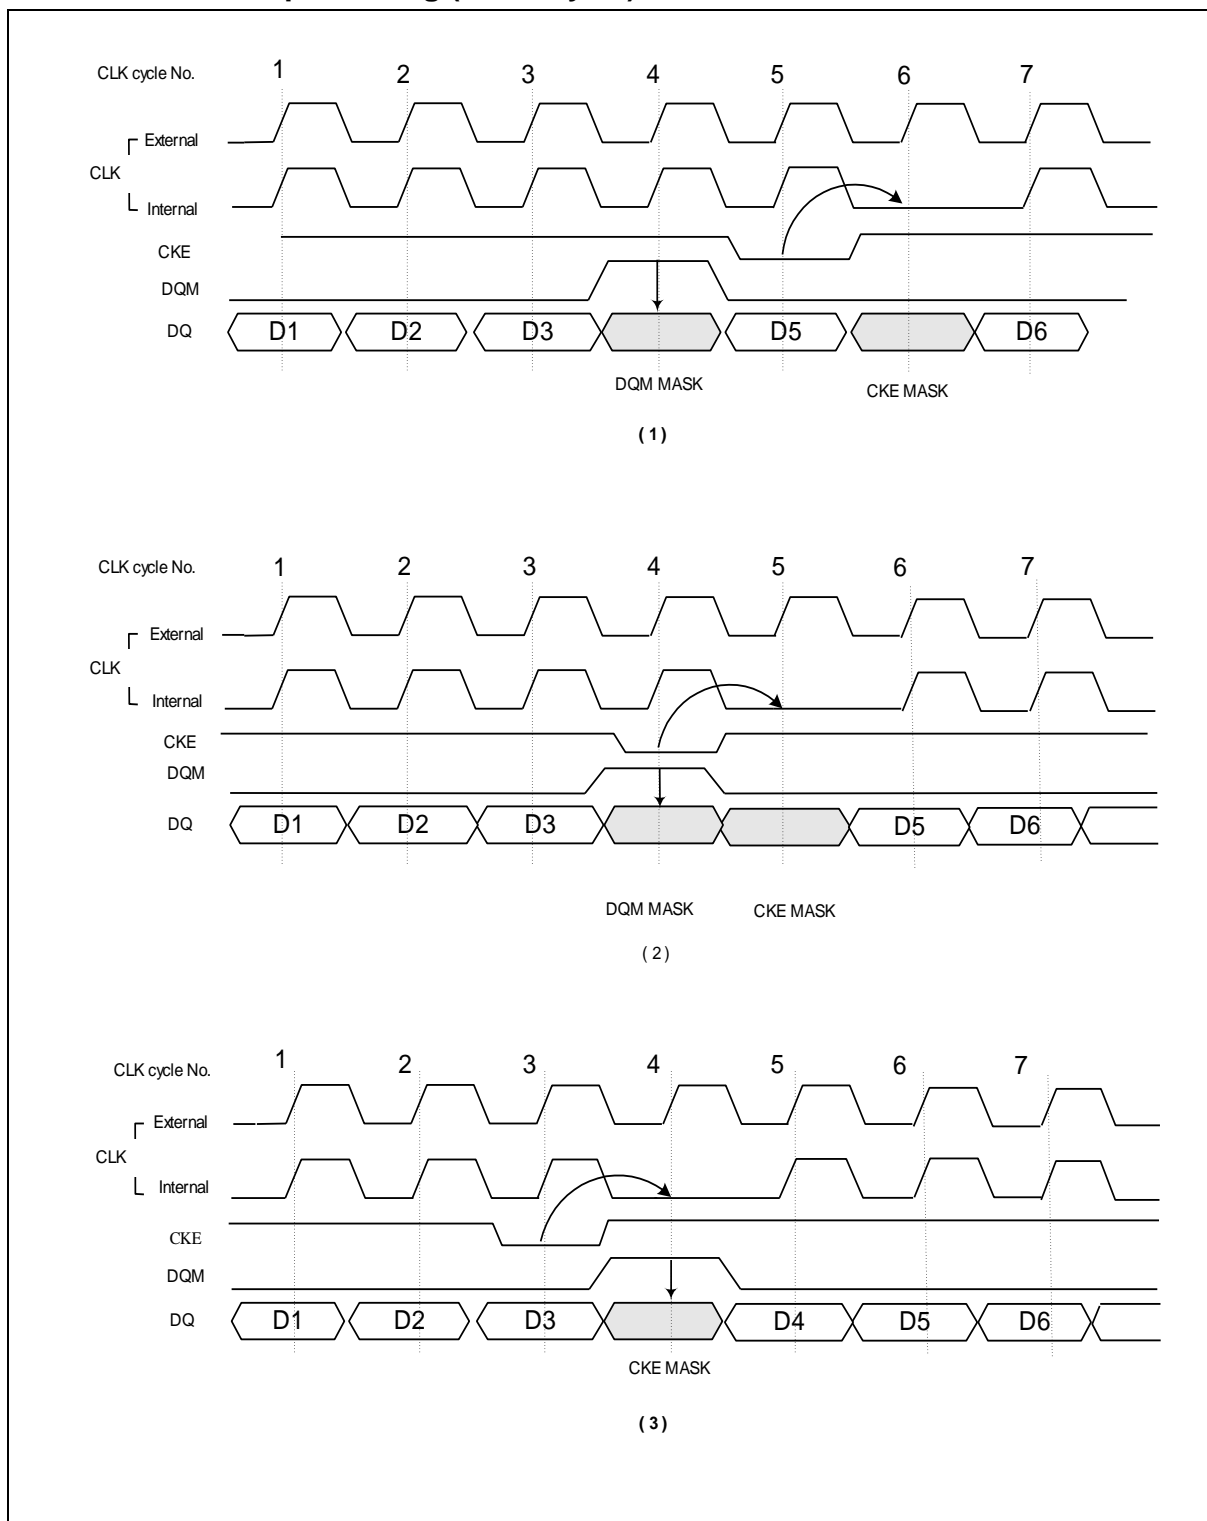 CLK cycle No. 1 2 3 4 5 6 7
External
CLK
Internal
CKE
DQM
DQ D1 D2 D3 D5 D6
DQM MASK CKE MASK
( 1 )
CLK cycle No. 1 2 3 4 5 6 7
External
CLK
Internal
CKE
DQM
DQ D1 D2 D3 D5 D6
DQM MASK CKE MASK
( 2 )
CLK cycle No. 1 2 3 4 5 6 7
External
CLK
Internal
CKE
DQM
DQ D1 D2 D3 D4 D5 D6
CKE MASK
( 3 )